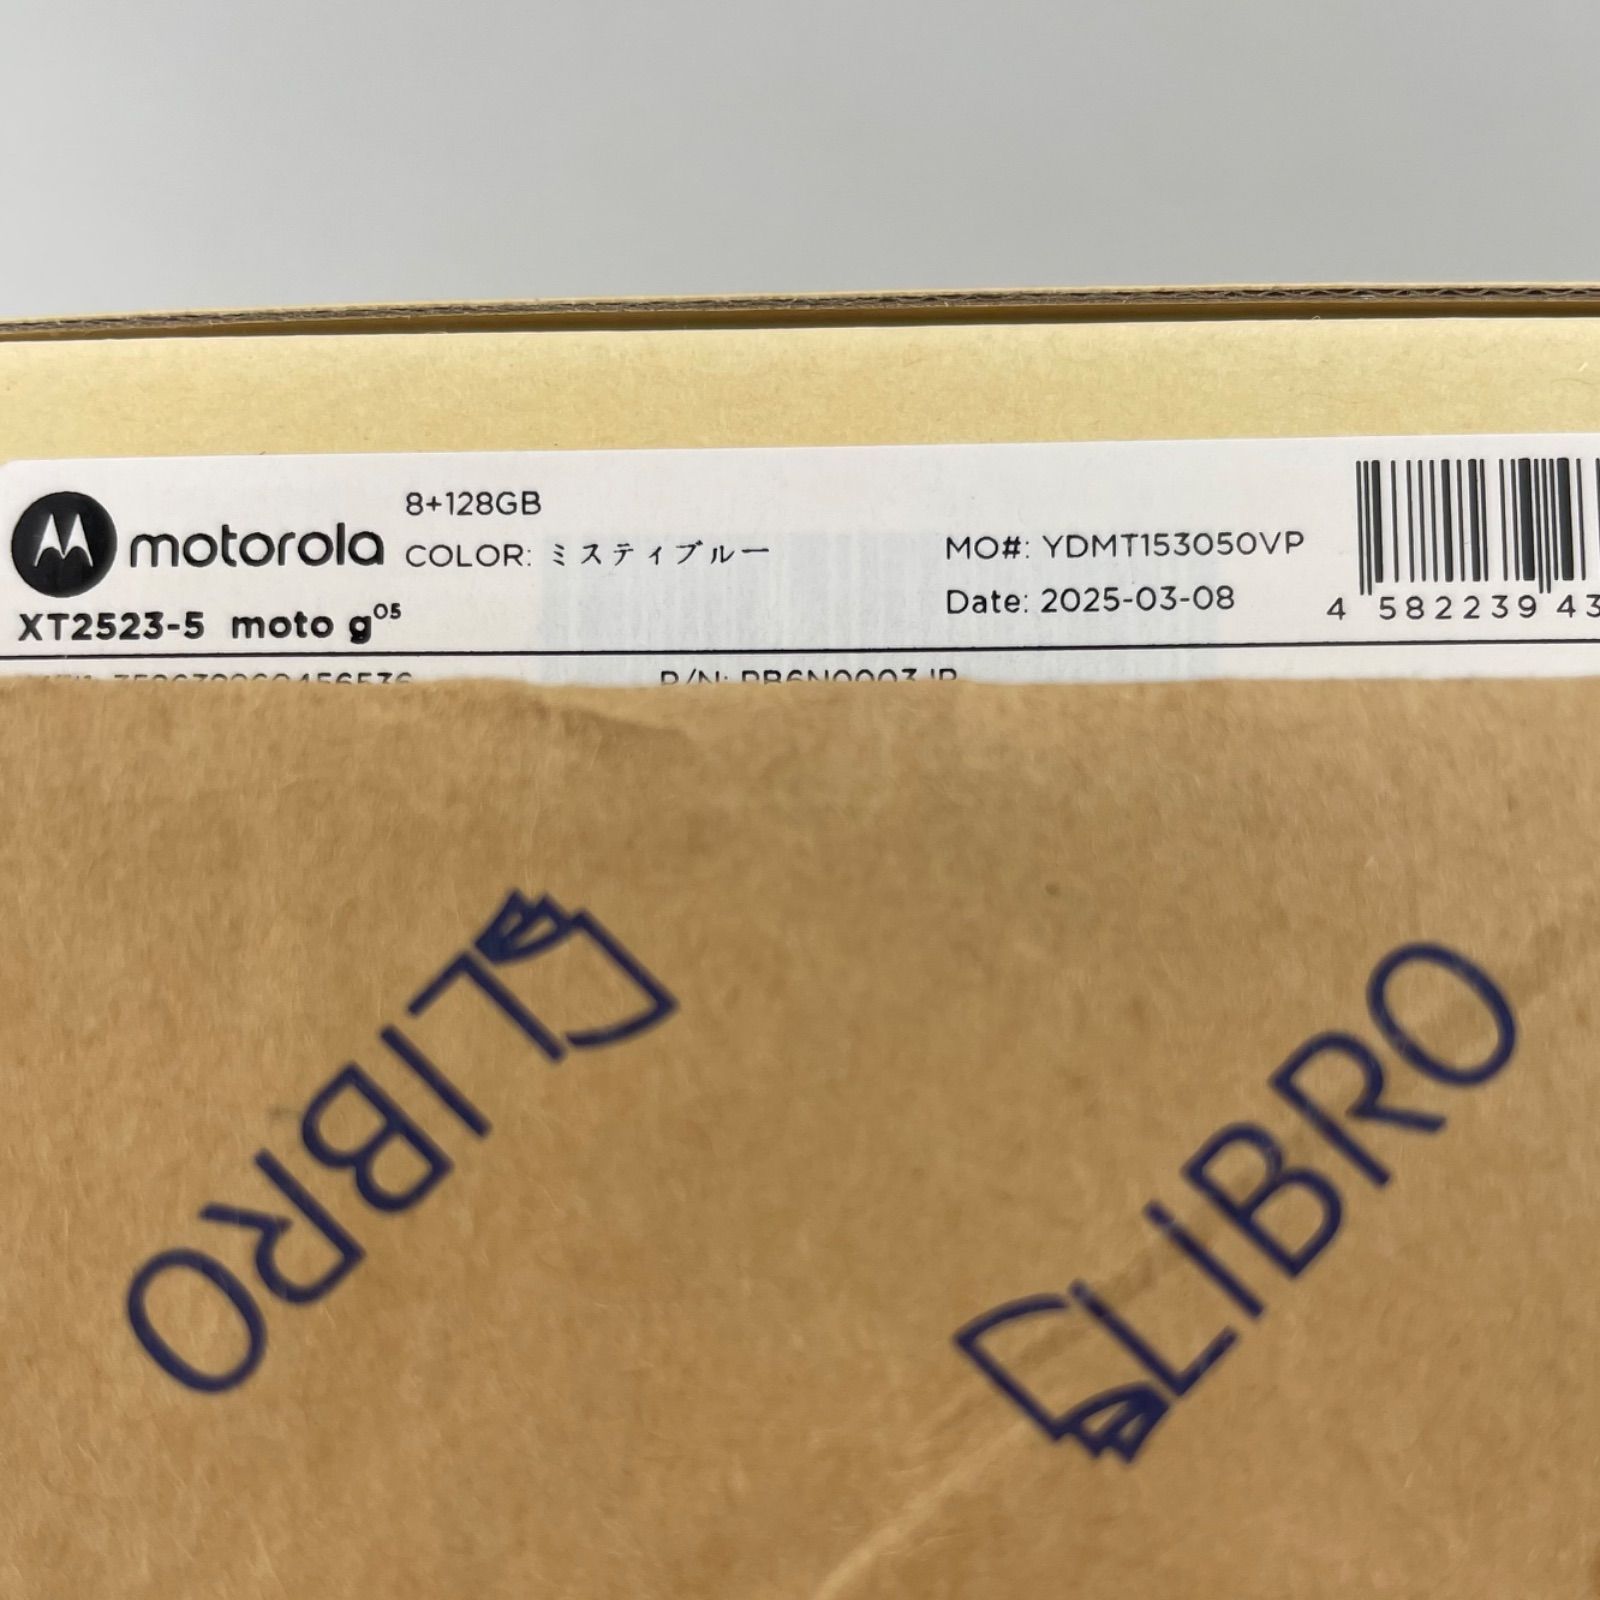 motorola
8+128GB
COLOR: ミスティブルー
XT2523-5 moto g05
MO#: YDMT153050VP
Date: 2025-03-08
4 582239 43
P/N: PB6N0003JP
LIBRO
LIBRO